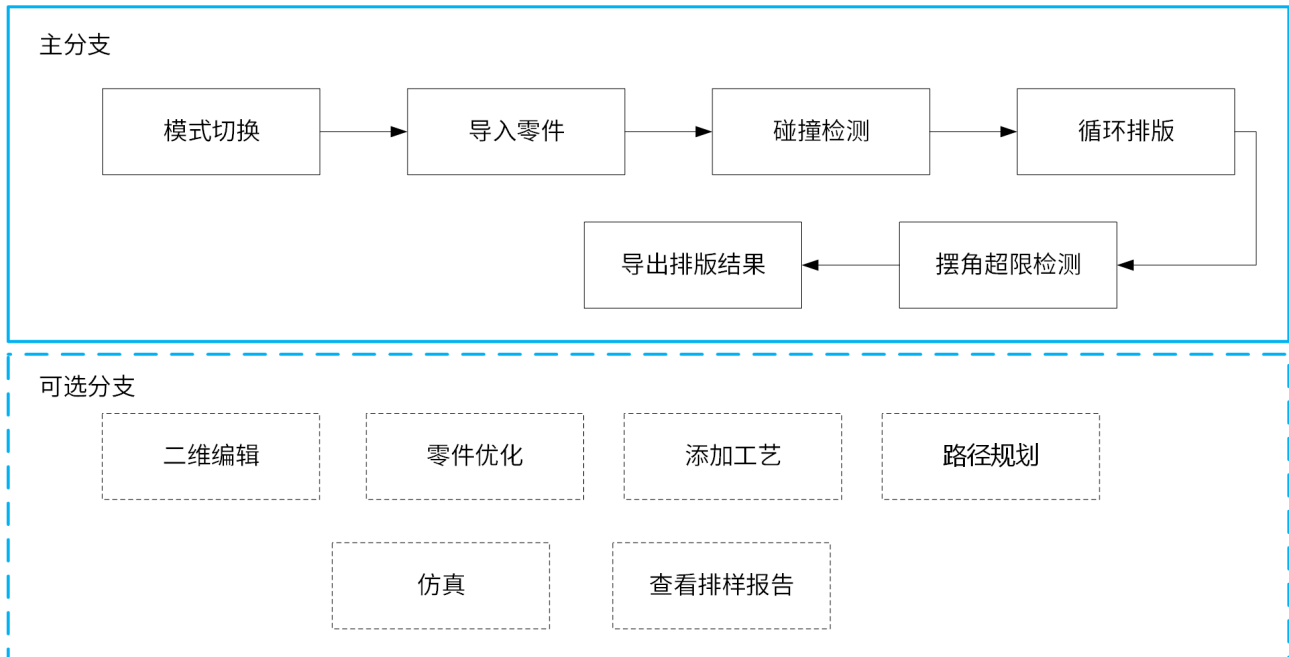 主分支
模式切换
导入零件
碰撞检测
循环排版
导出排版结果
摆角超限检测
可选分支
二维编辑
零件优化
添加工艺
路径规划
仿真
查看排样报告